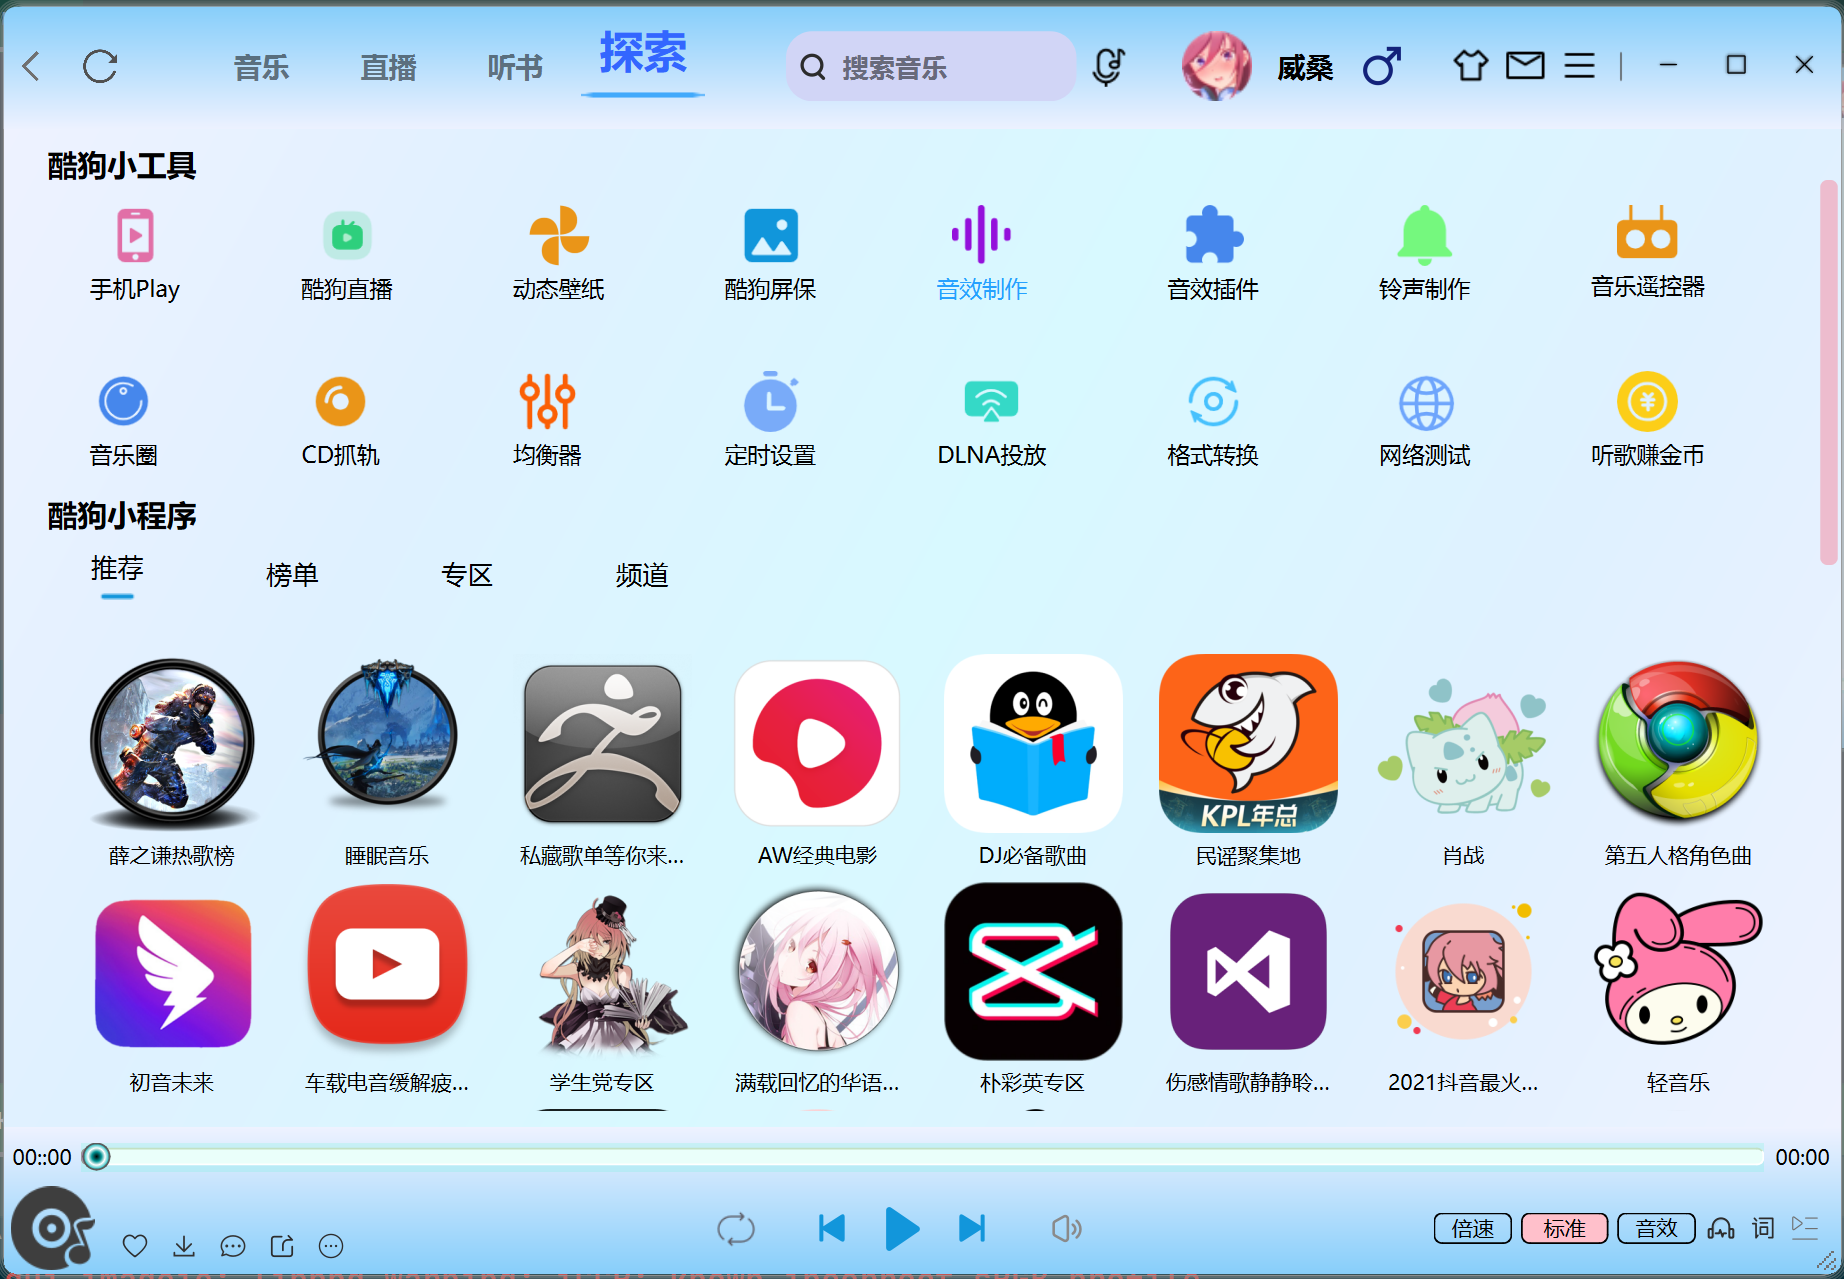 音乐 直播 听书 探索 搜索音乐 威桑
酷狗小工具
手机Play 酷狗直播 动态壁纸 酷狗屏保 音效制作 音效插件 铃声制作 音乐遥控器
音乐圈 CD抓轨 均衡器 定时设置 DLNA投放 格式转换 网络测试 听歌赚金币
酷狗小程序
推荐 榜单 专区 频道
KPL年总
薛之谦热歌榜 睡眠音乐 私藏歌单等你来... AW经典电影 DJ必备歌曲 民谣聚集地 肖战 第五人格角色曲
初音未来 车载电音缓解疲... 学生党专区 满载回忆的华语... 朴彩英专区 伤感情歌静静聆... 2021抖音最火... 轻音乐
00::00 00:00
倍速 标准 音效 词